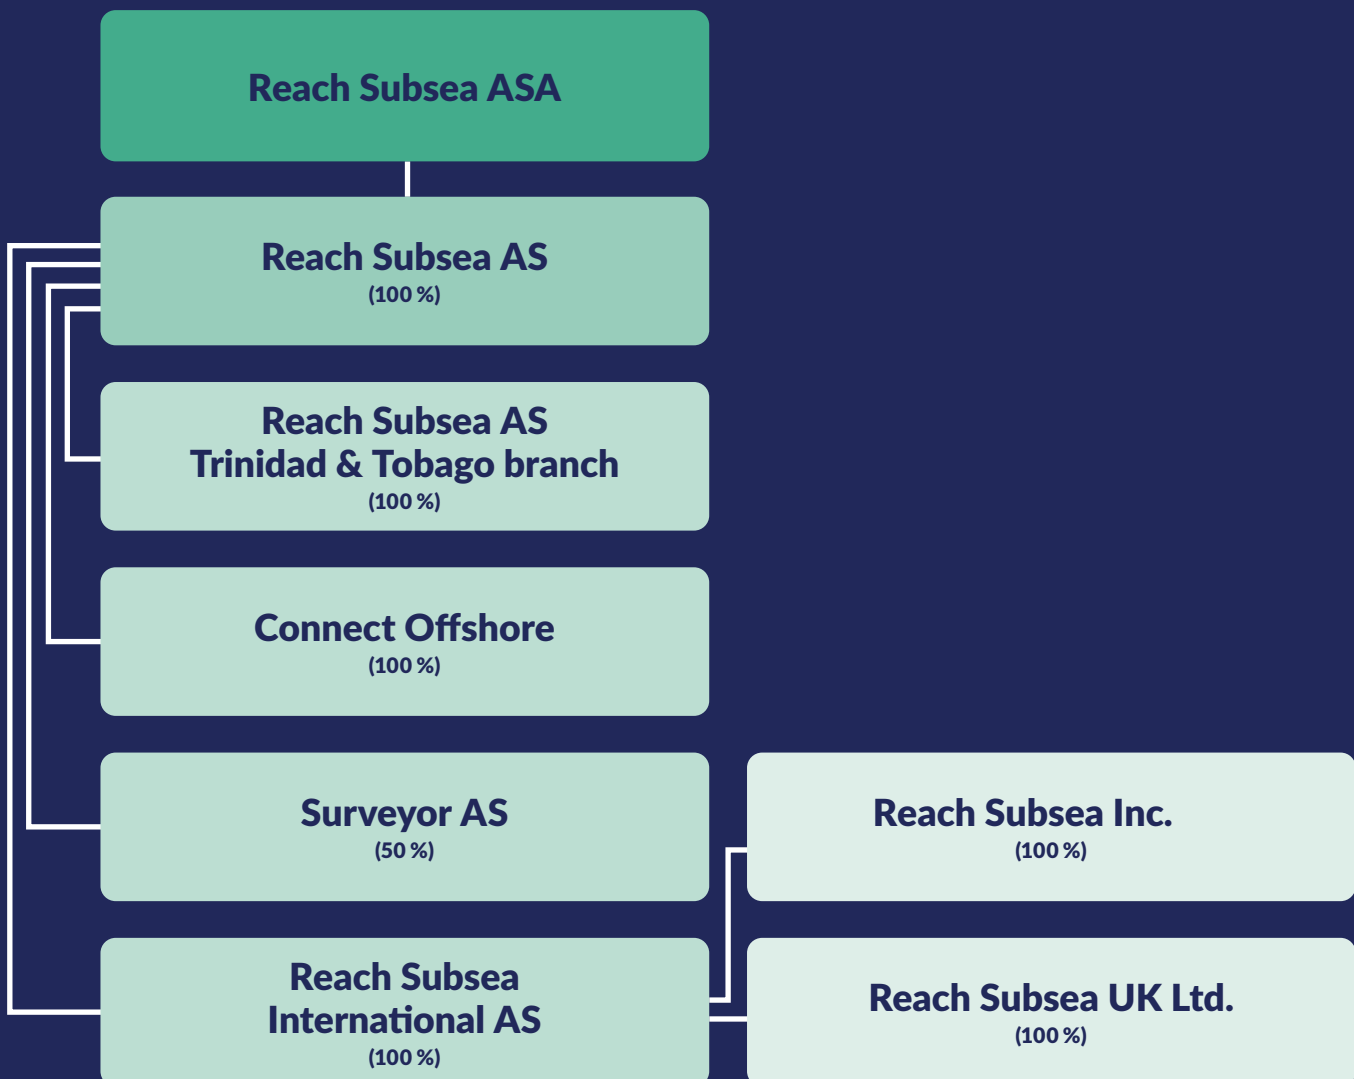 Reach Subsea ASA
Reach Subsea AS
(100 %)
Reach Subsea AS
Trinidad & Tobago branch
(100 %)
Connect Offshore
(100 %)
Surveyor AS
(50 %)
Reach Subsea Inc.
(100 %)
Reach Subsea
International AS
(100 %)
Reach Subsea UK Ltd.
(100 %)